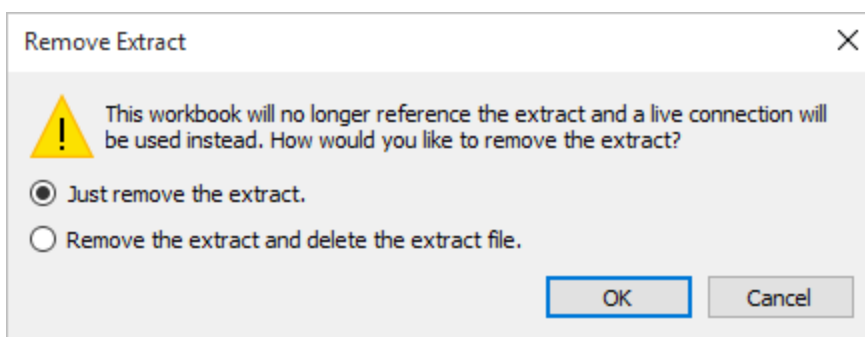 Remove Extract
This workbook will no longer reference the extract and a live connection will
be used instead. How would you like to remove the extract?
Just remove the extract.
Remove the extract and delete the extract file.
OK Cancel